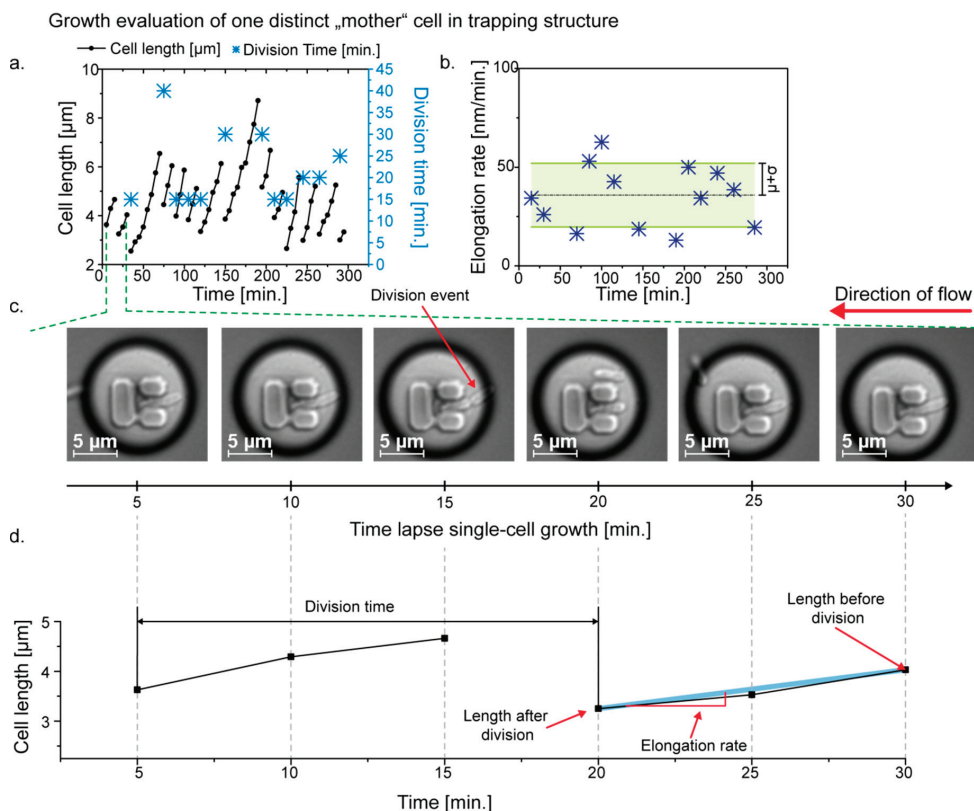 Growth evaluation of one distinct „mother“ cell in trapping structure
a.
Cell length [µm]
Division Time [min.]
Cell length [µm]
10
8
6
4
2
0 50 100 150 200 250 300
Time [min.]
45
40
35
30
25
20
15
10
5
0
Division time [min.]
b.
Elongation rate [nm/min.]
100
50
0
0 50 100 150 200 250 300
Time [min.]
μ+σ
c.
Division event
Direction of flow
5 µm
5 µm
5 µm
5 µm
5 µm
5 µm
5 10 15 20 25 30
Time lapse single-cell growth [min.]
d.
Cell length [µm]
5
4
3
Division time
Length after
division
Elongation rate
Length before
division
5 10 15 20 25 30
Time [min.]